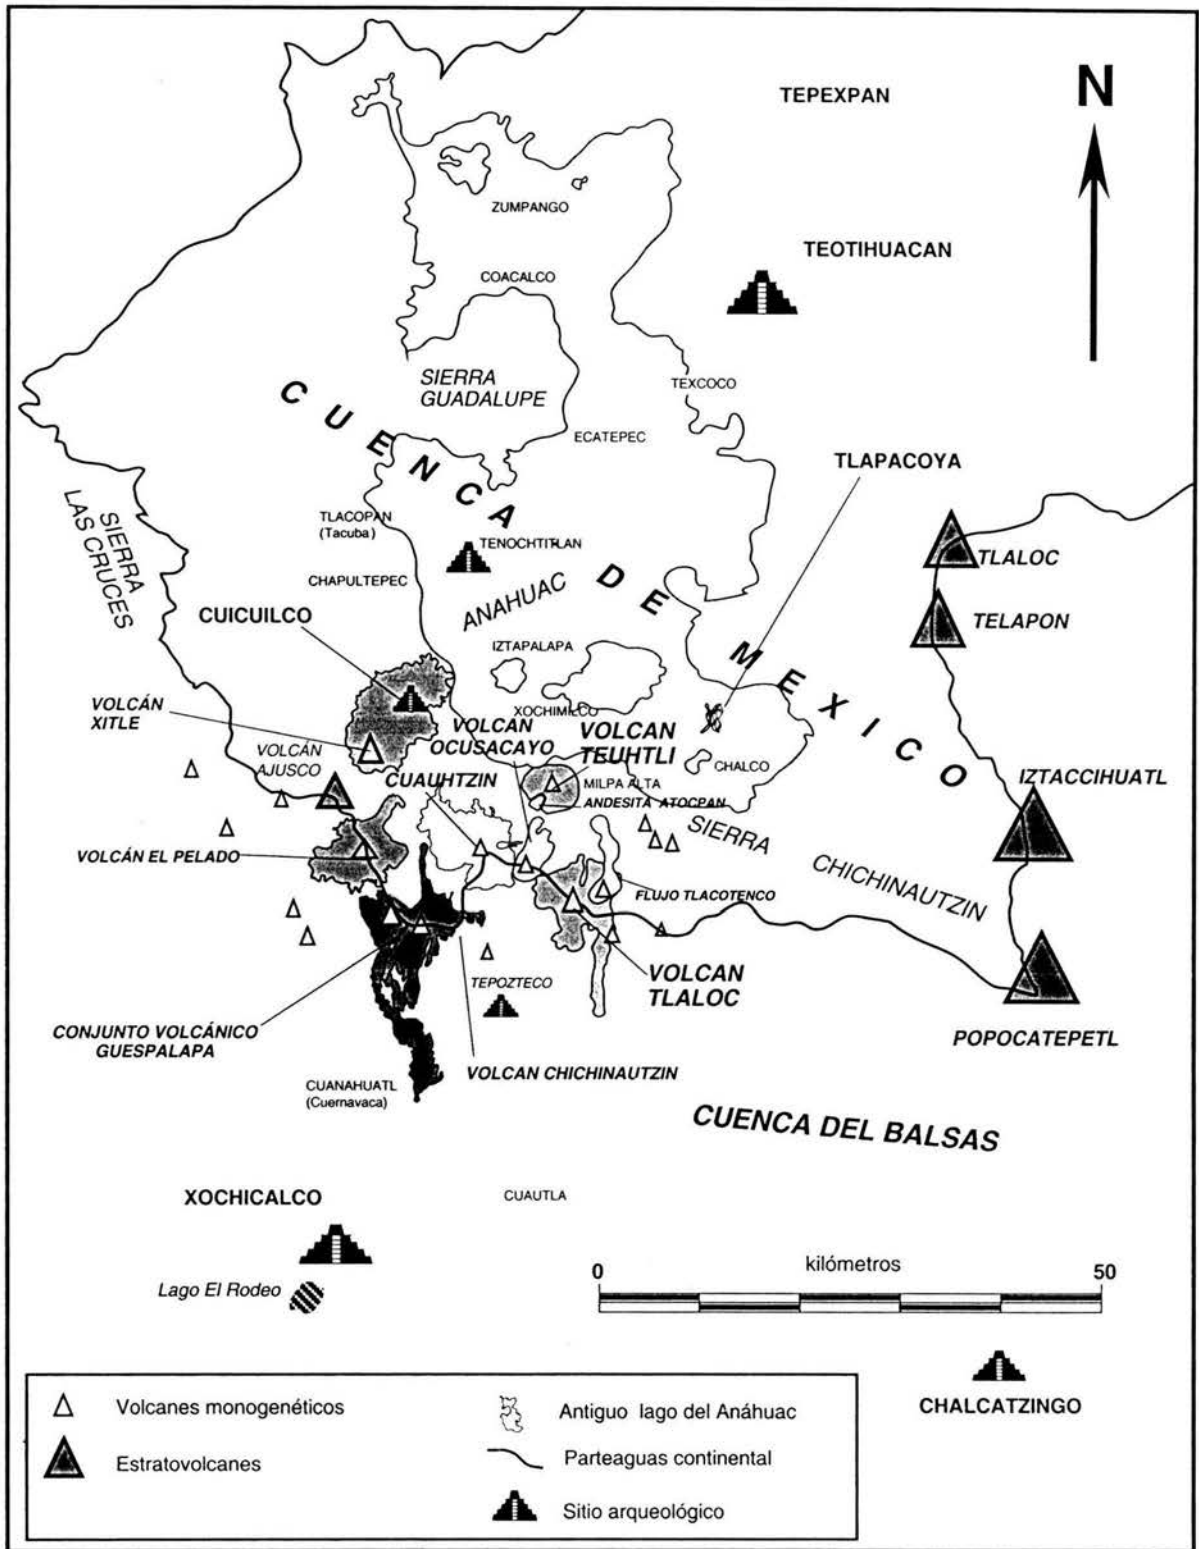 N
TEPEXPAN
ZUMPANGO
TEOTIHUACAN
COACALCO
SIERRA
GUADALUPE
TEXCOCO
CUENCA DE MEXICO
ECATEPEC
TLAPACOYA
SIERRA
LAS CRUCES
TLACOPAN
(Tacuba)
TENOCHTITLAN
TLALOC
CHAPULTEPEC
ANAHUAC
CUICUILCO
TELAPON
IZTAPALAPA
VOLCÁN
XITLE
XOCHIMILCO
VOLCAN
OCUSACAYO
VOLCAN
TEUHTLI
VOLCÁN
AJUSCO
CUAUHTZIN
CHALCO
MILPA ALTA
IZTACCIHUATL
ANDESITA ATOCPAN
SIERRA
CHICHINAUTZIN
VOLCÁN EL PELADO
FLUJO TLACOTENCO
TEPOZTECO
VOLCAN
TLALOC
CONJUNTO VOLCÁNICO
GUESPALAPA
POPOCATEPETL
VOLCAN CHICHINAUTZIN
CUANAHUATL
(Cuernavaca)
CUENCA DEL BALSAS
XOCHICALCO
CUAUTLA
Lago El Rodeo
kilómetros
0 50
CHALCATZINGO
Volcanes monogenéticos
Estratovolcanes
Antiguo lago del Anáhuac
Parteaguas continental
Sitio arqueológico